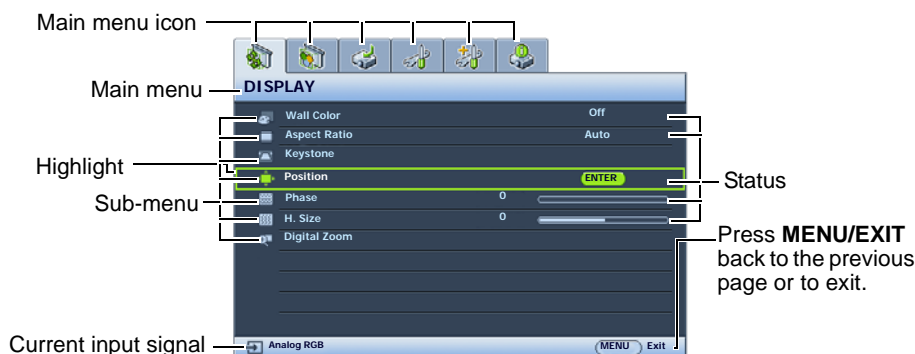 Main menu icon
Main menu
DISPLAY
Wall Color Off
Aspect Ratio Auto
Keystone
Highlight
Position ENTER
Status
Sub-menu
Phase 0
H. Size 0
Digital Zoom
Press MENU/EXIT
back to the previous
page or to exit.
Current input signal
Analog RGB
MENU Exit